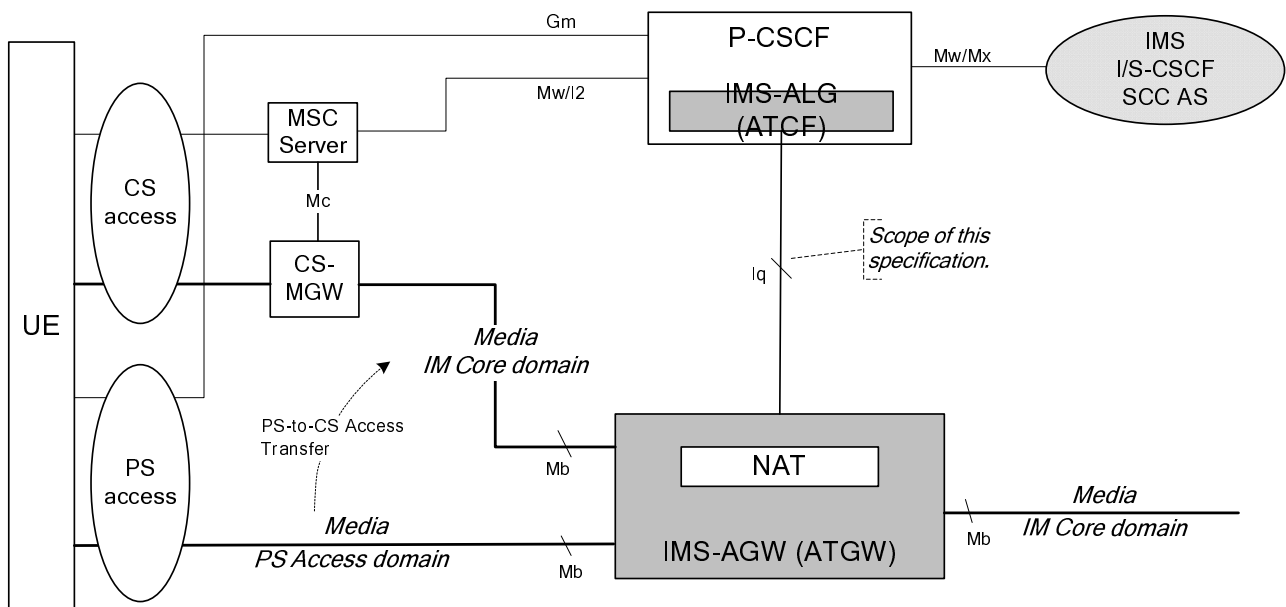 Gm
P-CSCF
IMS-ALG
(ATCF)
Mw/Mx
IMS
I/S-CSCF
SCC AS
Mw/I2
MSC
Server
CS
access
Mc
CS-
MGW
Iq
Scope of this
specification.
UE
Media
IM Core domain
PS-to-CS Access
Transfer
PS
access
Mb
NAT
Media
PS Access domain
Mb
IMS-AGW (ATGW)
Mb
Media
IM Core domain